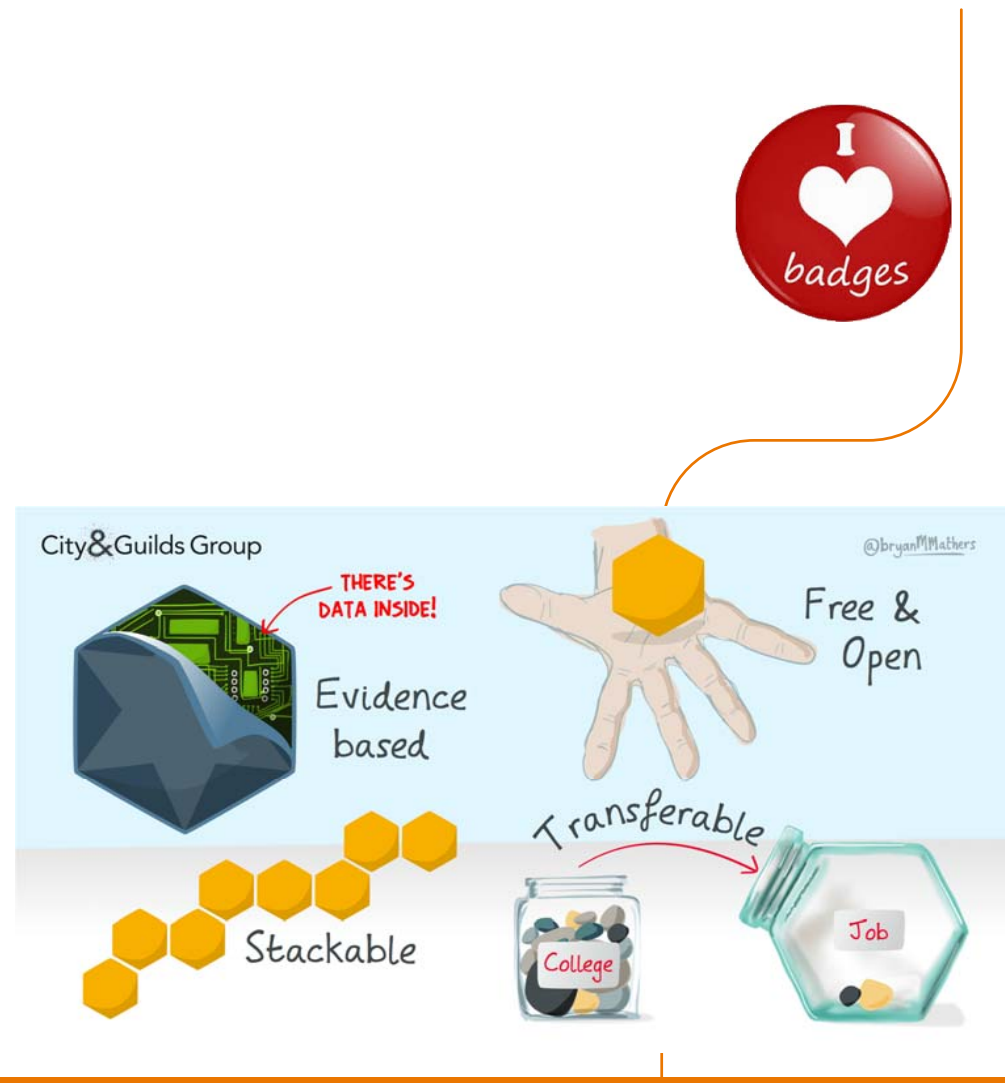 I
badges
City&Guilds Group
@bryanMMathers
THERE'S
DATA INSIDE!
Evidence
based
Free &
Open
Stackable
Transferable
College
Job